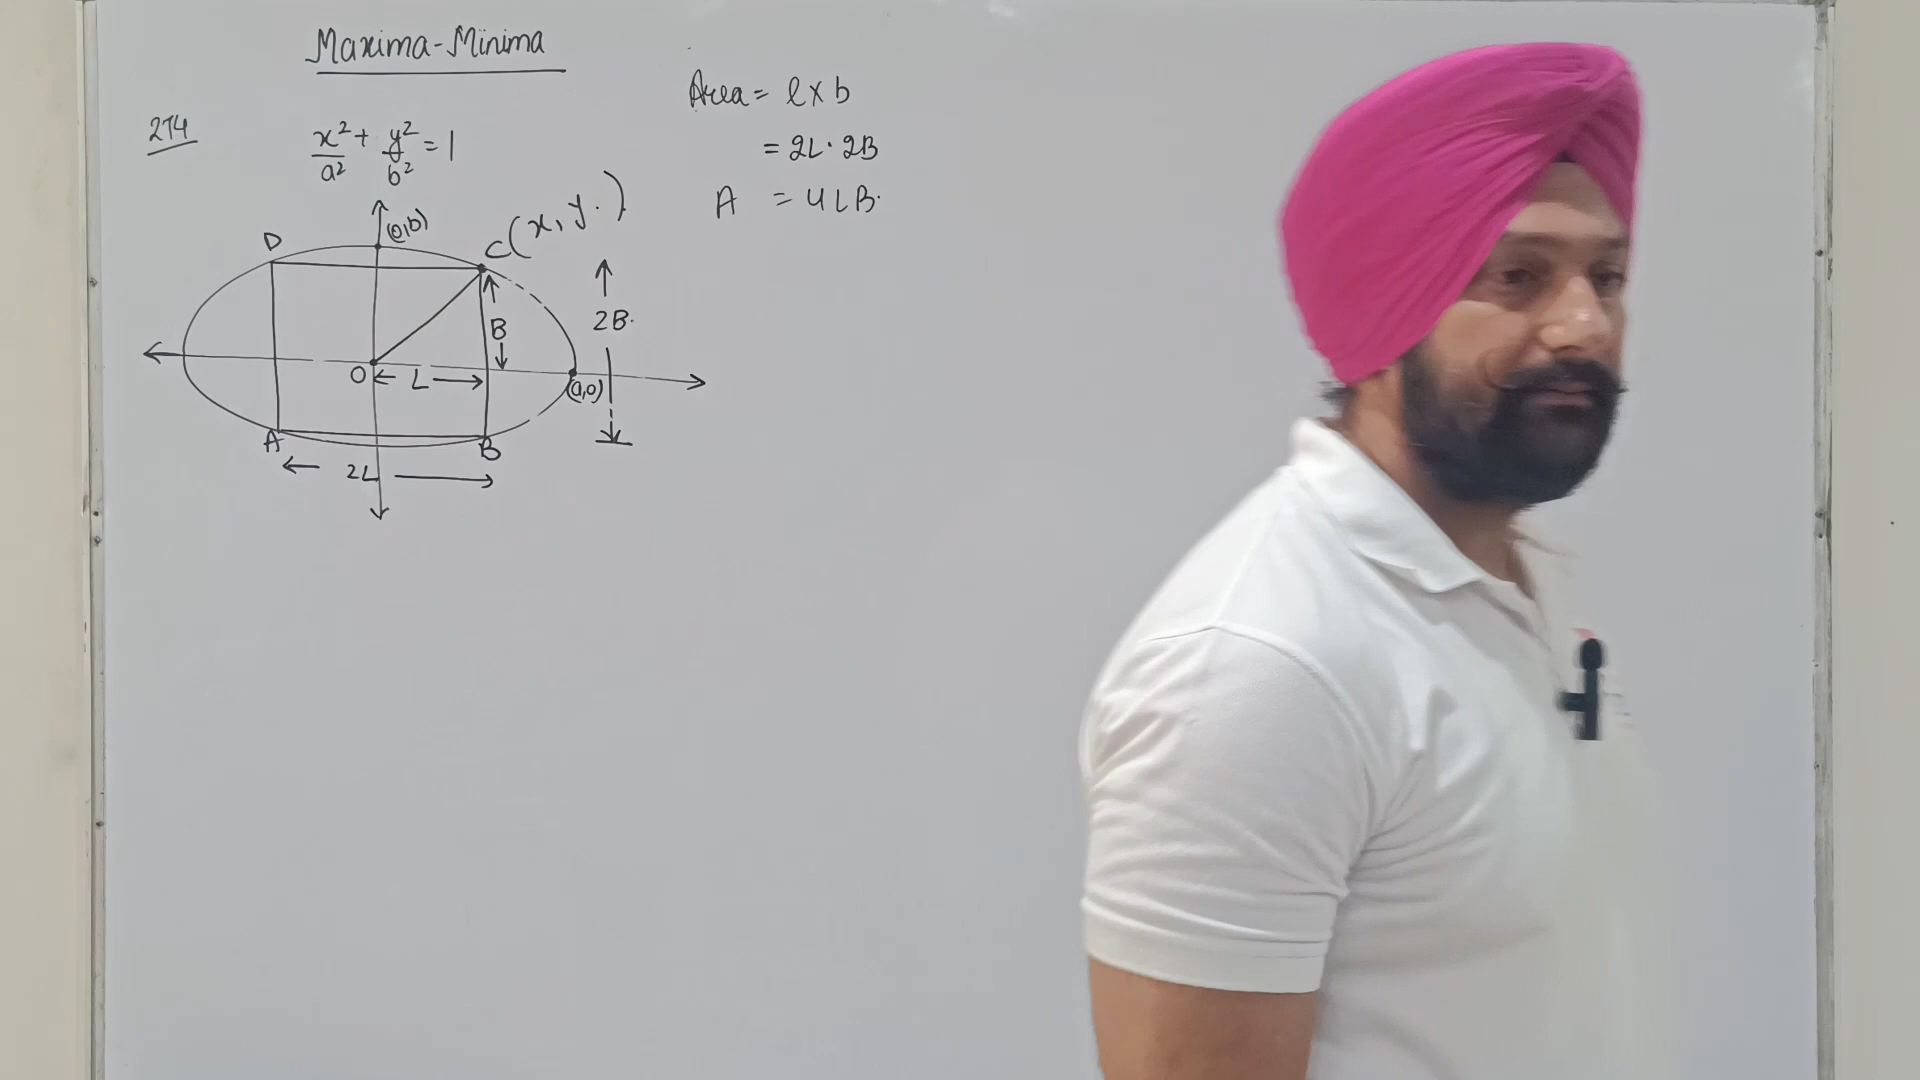 Maxima-Minima
274
x²/a² + y²/b² = 1
Area = l × b
= 2L · 2B
A = 4LB.
(0,b)
D
C(x, y.)
B
2B.
O
L
(a,0)
A
B
2L